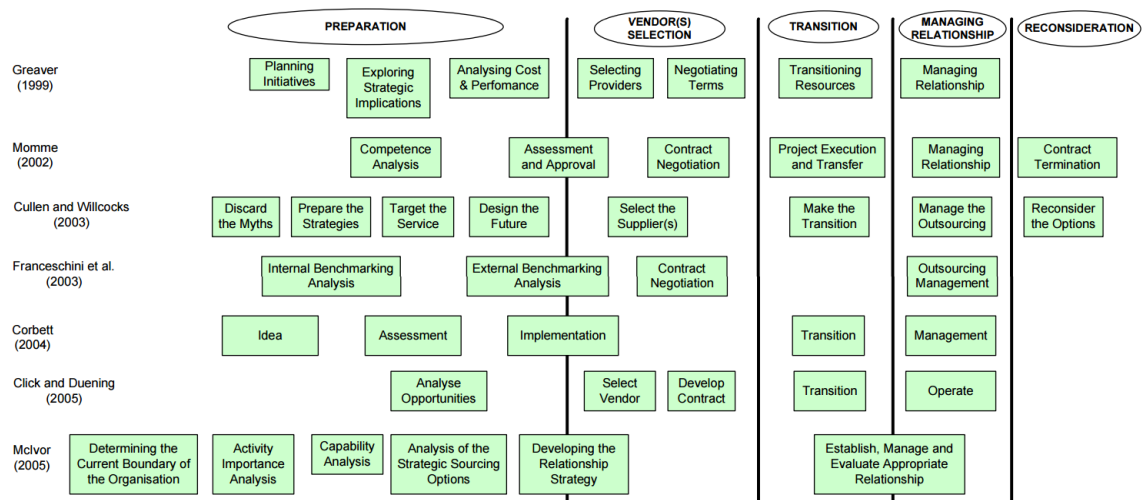 PREPARATION
VENDOR(S)
SELECTION
TRANSITION
MANAGING
RELATIONSHIP
RECONSIDERATION
Greaver
(1999)
Planning
Initiatives
Exploring
Strategic
Implications
Analysing Cost
& Perfomance
Selecting
Providers
Negotiating
Terms
Transitioning
Resources
Managing
Relationship
Momme
(2002)
Competence
Analysis
Assessment
and Approval
Contract
Negotiation
Project Execution
and Transfer
Managing
Relationship
Contract
Termination
Cullen and Willcocks
(2003)
Discard
the Myths
Prepare the
Strategies
Target the
Service
Design the
Future
Select the
Supplier(s)
Make the
Transition
Manage the
Outsourcing
Reconsider
the Options
Franceschini et al.
(2003)
Internal Benchmarking
Analysis
External Benchmarking
Analysis
Contract
Negotiation
Outsourcing
Management
Corbett
(2004)
Idea
Assessment
Implementation
Transition
Management
Click and Duening
(2005)
Analyse
Opportunities
Select
Vendor
Develop
Contract
Transition
Operate
McIvor
(2005)
Determining the
Current Boundary of
the Organisation
Activity
Importance
Analysis
Capability
Analysis
Analysis of the
Strategic Sourcing
Options
Developing the
Relationship
Strategy
Establish, Manage and
Evaluate Appropriate
Relationship